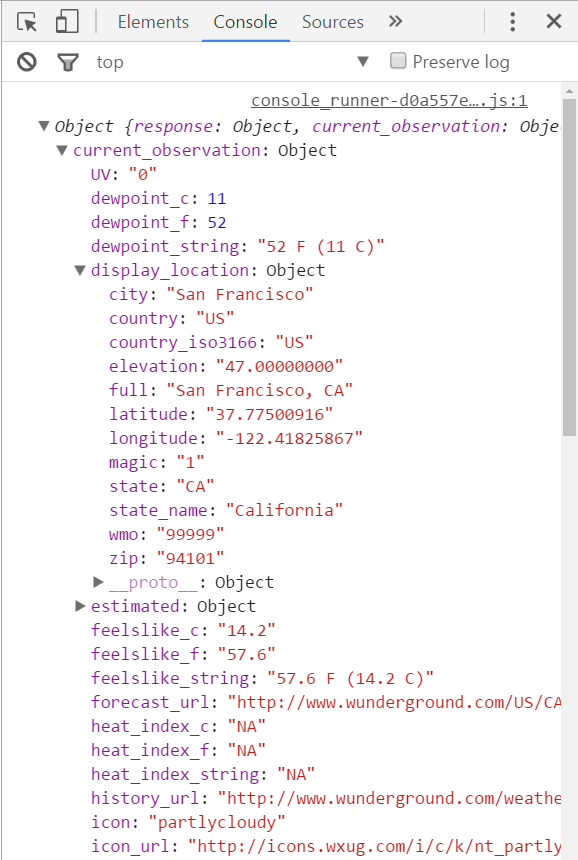 Elements Console Sources
top Preserve log
console_runner-d0a557e….js:1
Object {response: Object, current_observation: Obje
current_observation: Object
UV: "0"
dewpoint_c: 11
dewpoint_f: 52
dewpoint_string: "52 F (11 C)"
display_location: Object
city: "San Francisco"
country: "US"
country_iso3166: "US"
elevation: "47.00000000"
full: "San Francisco, CA"
latitude: "37.77500916"
longitude: "-122.41825867"
magic: "1"
state: "CA"
state_name: "California"
wmo: "99999"
zip: "94101"
__proto__: Object
estimated: Object
feelslike_c: "14.2"
feelslike_f: "57.6"
feelslike_string: "57.6 F (14.2 C)"
forecast_url: "http://www.wunderground.com/US/CA
heat_index_c: "NA"
heat_index_f: "NA"
heat_index_string: "NA"
history_url: "http://www.wunderground.com/weathe
icon: "partlycloudy"
icon_url: "http://icons.wxug.com/i/c/k/nt_partly